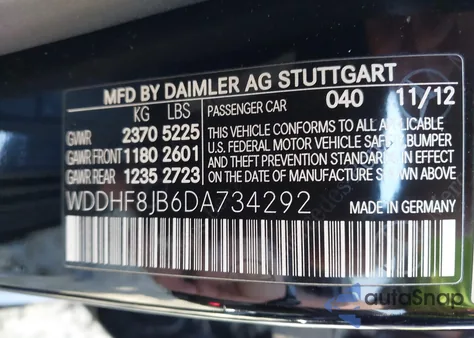 MFD BY DAIMLER AG STUTTGART
KG LBS
GVWR 2370 5225
GAWR FRONT 1180 2601
GAWR REAR 1235 2723
PASSENGER CAR 040 11/12
THIS VEHICLE CONFORMS TO ALL APPLICABLE
U.S. FEDERAL MOTOR VEHICLE SAFETY, BUMPER
AND THEFT PREVENTION STANDARDS IN EFFECT
ON THE DATE OF MANUFACTURE SHOWN ABOVE.
WDDHF8JB6DA734292 MADE IN GERMANY
autoSnap